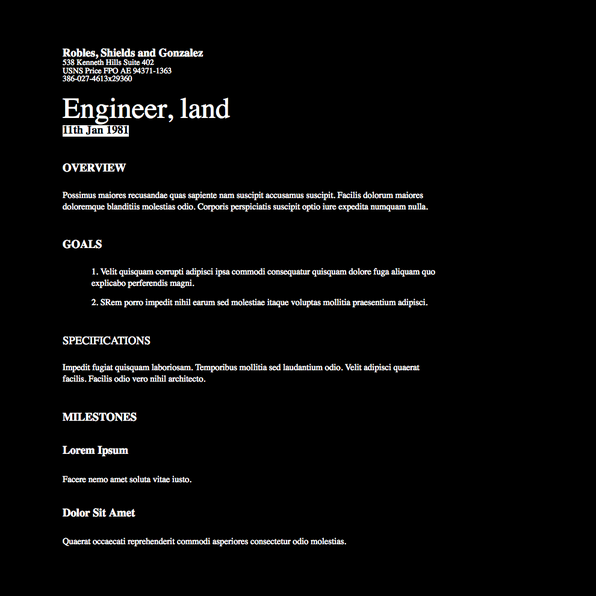 Robles, Shields and Gonzalez
538 Kenneth Hills Suite 402
USNS Price FPO AE 94371-1363
386-027-4613x29360
Engineer, land
11th Jan 1981
OVERVIEW
Possimus maiores recusandae quas sapiente nam suscipit accusamus suscipit. Facilis dolorum maiores
doloremque blanditiis molestias odio. Corporis perspiciatis suscipit optio iure expedita numquam nulla.
GOALS
1. Velit quisquam corrupti adipisci ipsa commodi consequatur quisquam dolore fuga aliquam quo
explicabo perferendis magni.
2. SRem porro impedit nihil earum sed molestiae itaque voluptas mollitia praesentium adipisci.
SPECIFICATIONS
Impedit fugiat quisquam laboriosam. Temporibus mollitia sed laudantium odio. Velit adipisci quaerat
facilis. Facilis odio vero nihil architecto.
MILESTONES
Lorem Ipsum
Facere nemo amet soluta vitae iusto.
Dolor Sit Amet
Quaerat occaecati reprehenderit commodi asperiores consectetur odio molestias.